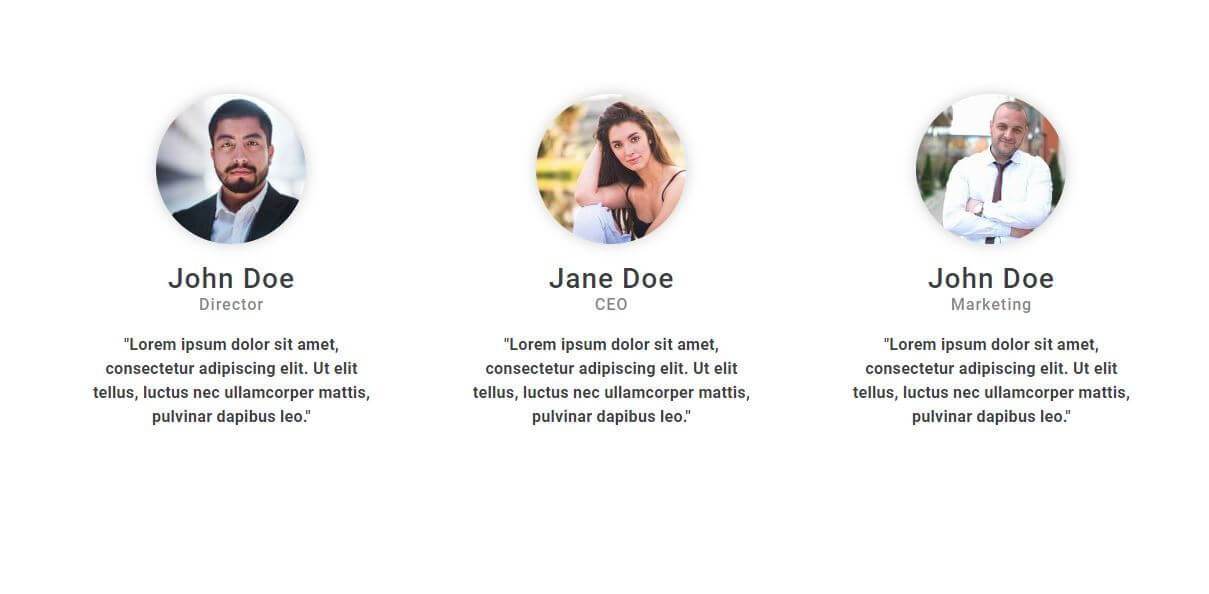 John Doe
Director
"Lorem ipsum dolor sit amet,
consectetur adipiscing elit. Ut elit
tellus, luctus nec ullamcorper mattis,
pulvinar dapibus leo."
Jane Doe
CEO
"Lorem ipsum dolor sit amet,
consectetur adipiscing elit. Ut elit
tellus, luctus nec ullamcorper mattis,
pulvinar dapibus leo."
John Doe
Marketing
"Lorem ipsum dolor sit amet,
consectetur adipiscing elit. Ut elit
tellus, luctus nec ullamcorper mattis,
pulvinar dapibus leo."